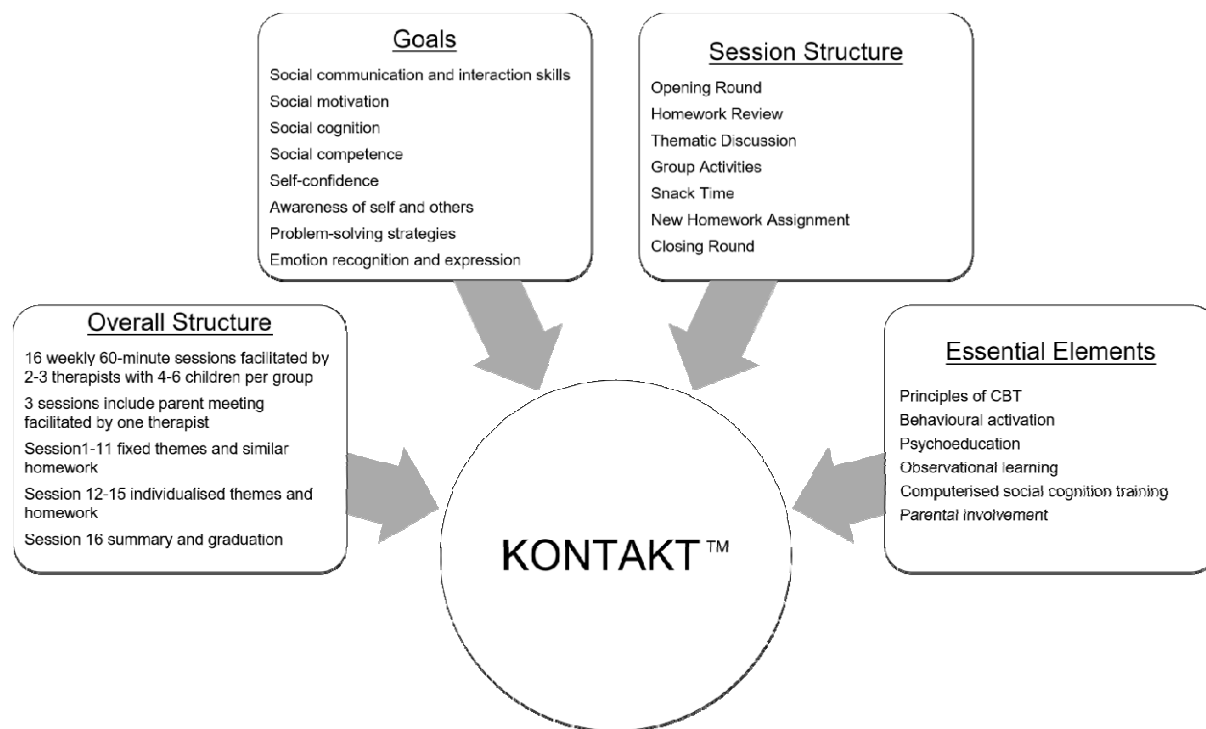 Goals
Social communication and interaction skills
Social motivation
Social cognition
Social competence
Self-confidence
Awareness of self and others
Problem-solving strategies
Emotion recognition and expression
Session Structure
Opening Round
Homework Review
Thematic Discussion
Group Activities
Snack Time
New Homework Assignment
Closing Round
Overall Structure
16 weekly 60-minute sessions facilitated by
2-3 therapists with 4-6 children per group
3 sessions include parent meeting
facilitated by one therapist
Session1-11 fixed themes and similar
homework
Session 12-15 individualised themes and
homework
Session 16 summary and graduation
Essential Elements
Principles of CBT
Behavioural activation
Psychoeducation
Observational learning
Computerised social cognition training
Parental involvement
KONTAKT™